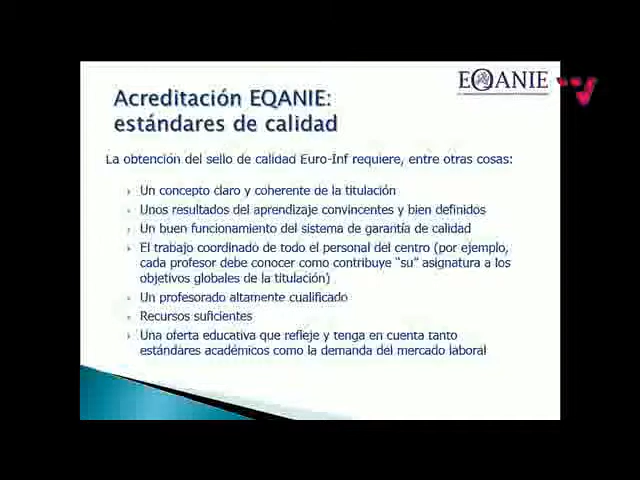 EQANIE
Acreditación EQANIE:
estándares de calidad
La obtención del sello de calidad Euro-Inf requiere, entre otras cosas:
Un concepto claro y coherente de la titulación
Unos resultados del aprendizaje convincentes y bien definidos
Un buen funcionamiento del sistema de garantía de calidad
El trabajo coordinado de todo el personal del centro (por ejemplo,
cada profesor debe conocer como contribuye “su” asignatura a los
objetivos globales de la titulación)
Un profesorado altamente cualificado
Recursos suficientes
Una oferta educativa que refleje y tenga en cuenta tanto
estándares académicos como la demanda del mercado laboral